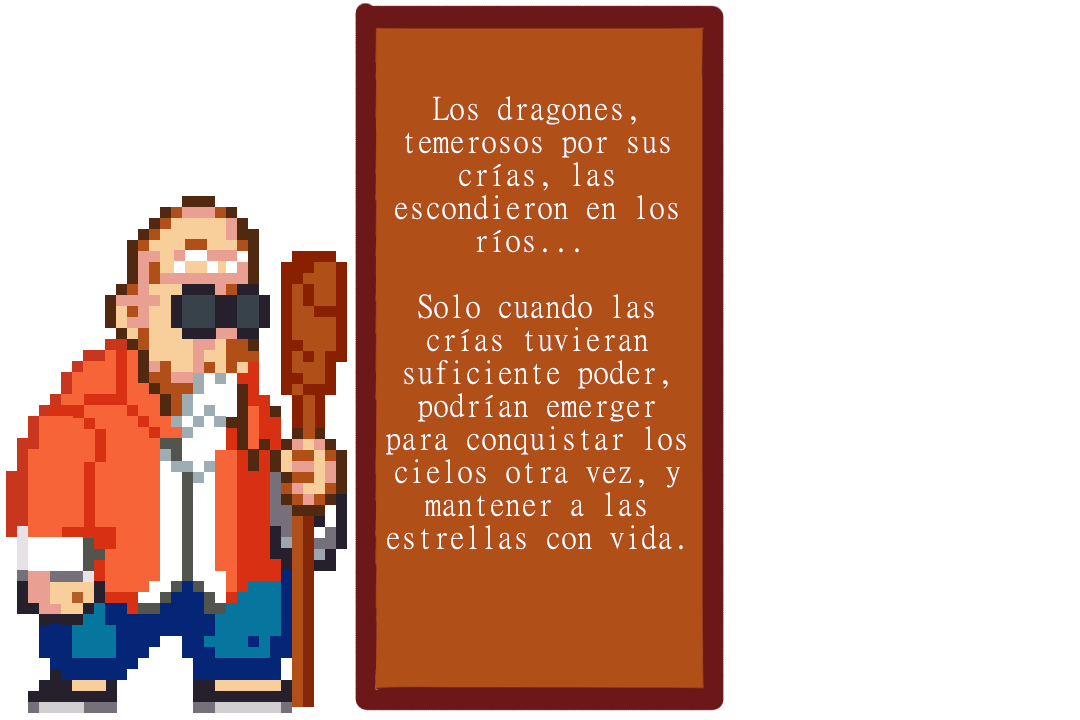 Los dragones,
temerosos por sus
crías, las
escondieron en los
ríos...
Solo cuando las
crías tuvieran
suficiente poder,
podrían emerger
para conquistar los
cielos otra vez, y
mantener a las
estrellas con vida.